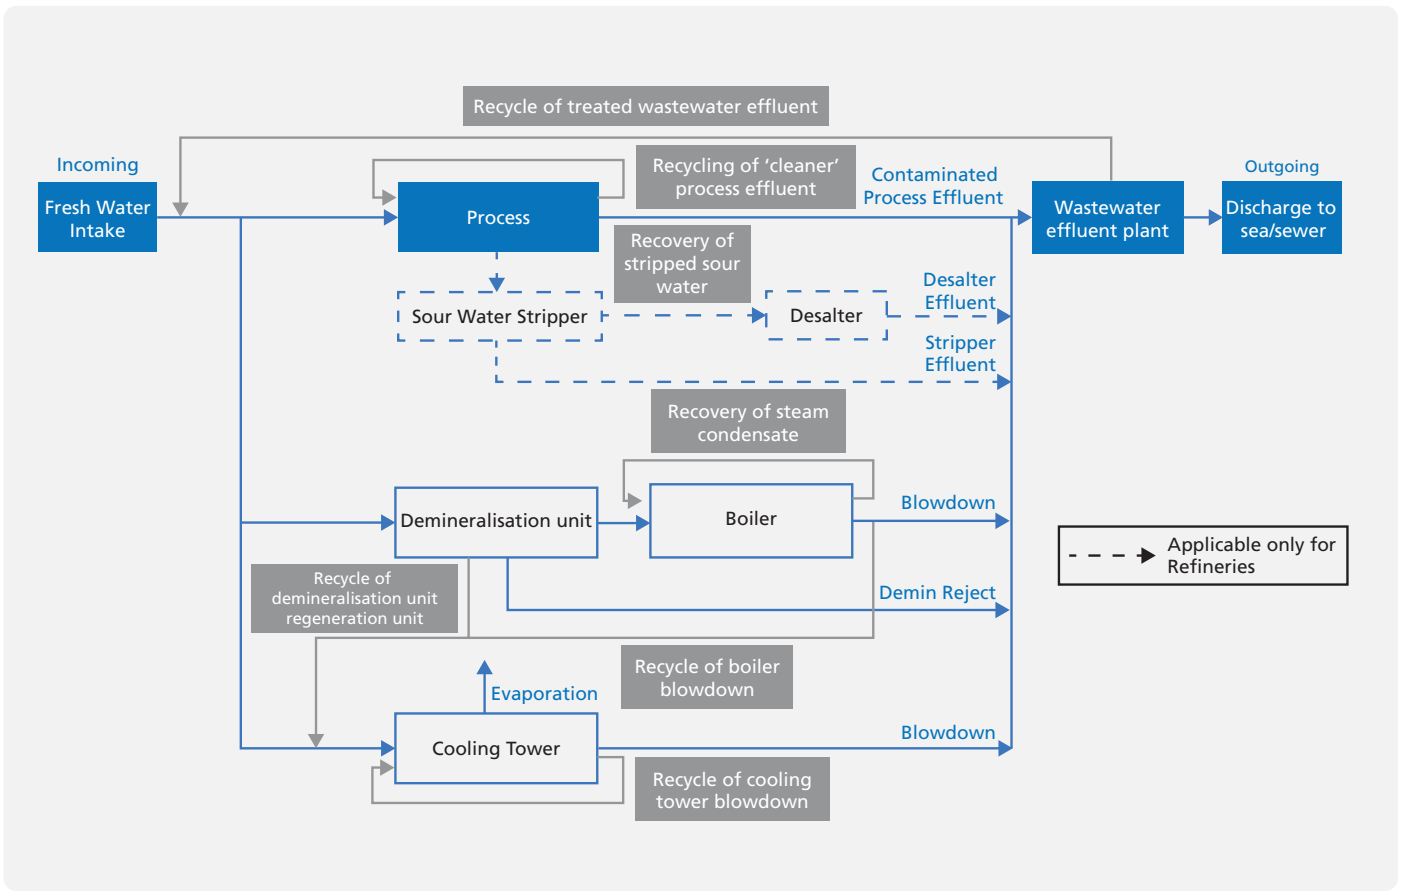 Recycle of treated wastewater effluent
Incoming
Fresh Water
Intake
Recycling of ‘cleaner’
process effluent
Process
Contaminated
Process Effluent
Wastewater
effluent plant
Outgoing
Discharge to
sea/sewer
Recovery of
stripped sour
water
Sour Water Stripper
Desalter
Desalter
Effluent
Stripper
Effluent
Recovery of steam
condensate
Demineralisation unit
Boiler
Blowdown
Applicable only for
Refineries
Recycle of
demineralisation unit
regeneration unit
Demin Reject
Recycle of boiler
blowdown
Evaporation
Cooling Tower
Blowdown
Recycle of cooling
tower blowdown